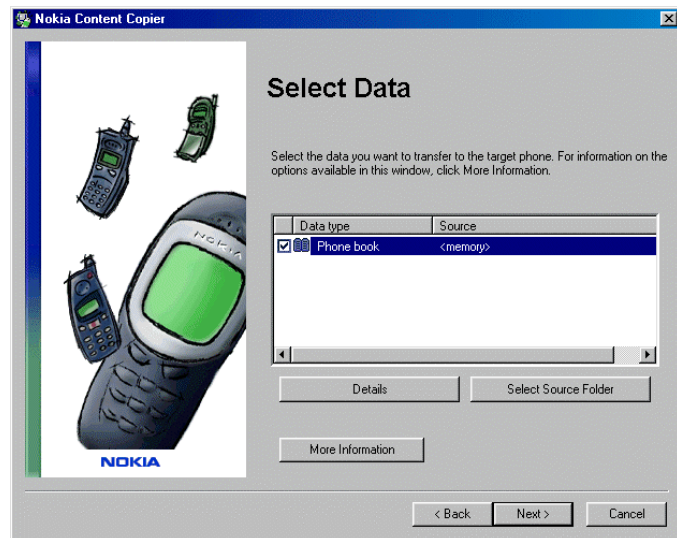 Nokia Content Copier
Select Data
Select the data you want to transfer to the target phone. For information on the
options available in this window, click More Information.
Data type Source
Phone book <memory>
Details Select Source Folder
More Information
NOKIA
NOKIA
< Back Next > Cancel